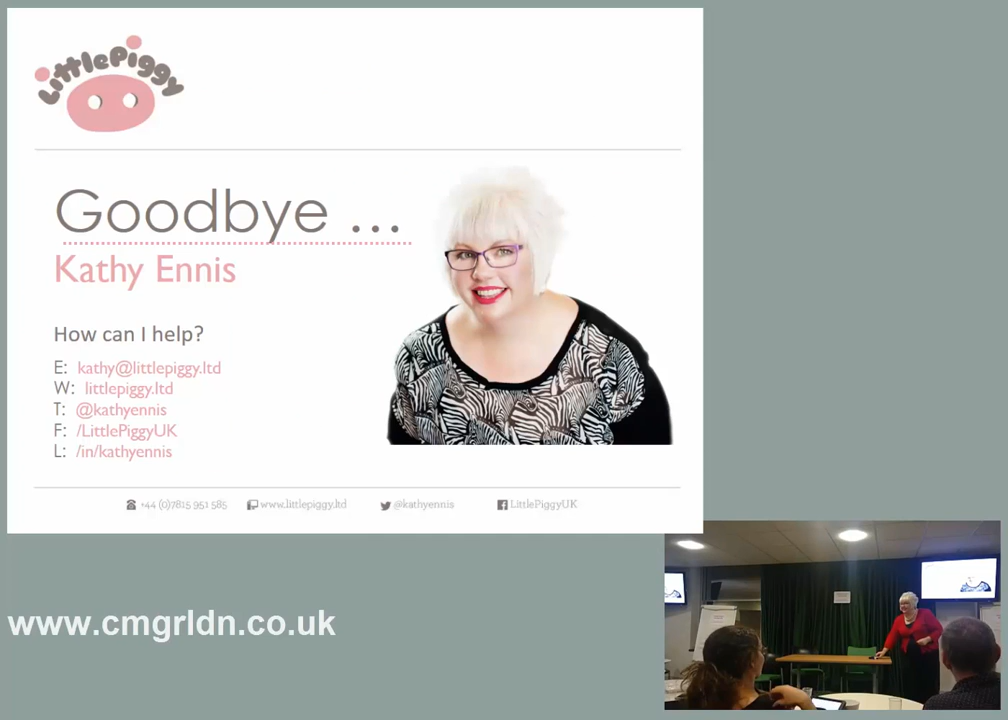 LittlePiggy
Goodbye ...
Kathy Ennis
How can I help?
E: kathy@littlepiggy.ltd
W: littlepiggy.ltd
T: @kathyennis
F: /LittlePiggyUK
L: /in/kathyennis
+44 (0)7815 951 585 www.littlepiggy.ltd @kathyennis LittlePiggyUK
www.cmgrldn.co.uk